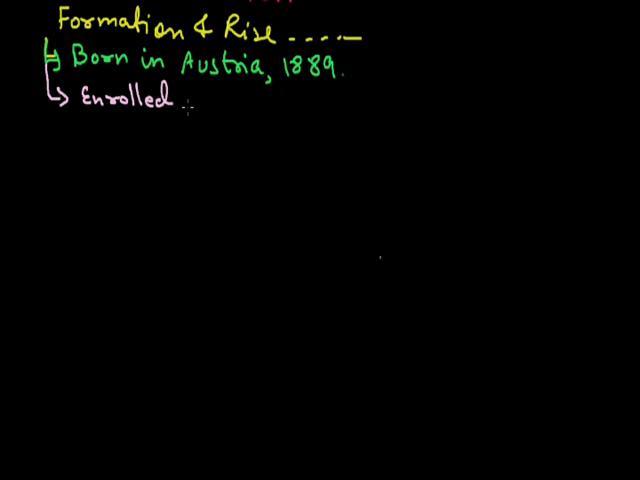 Formation & Rise ----—
↳ Born in Austria, 1889.
↳ Enrolled